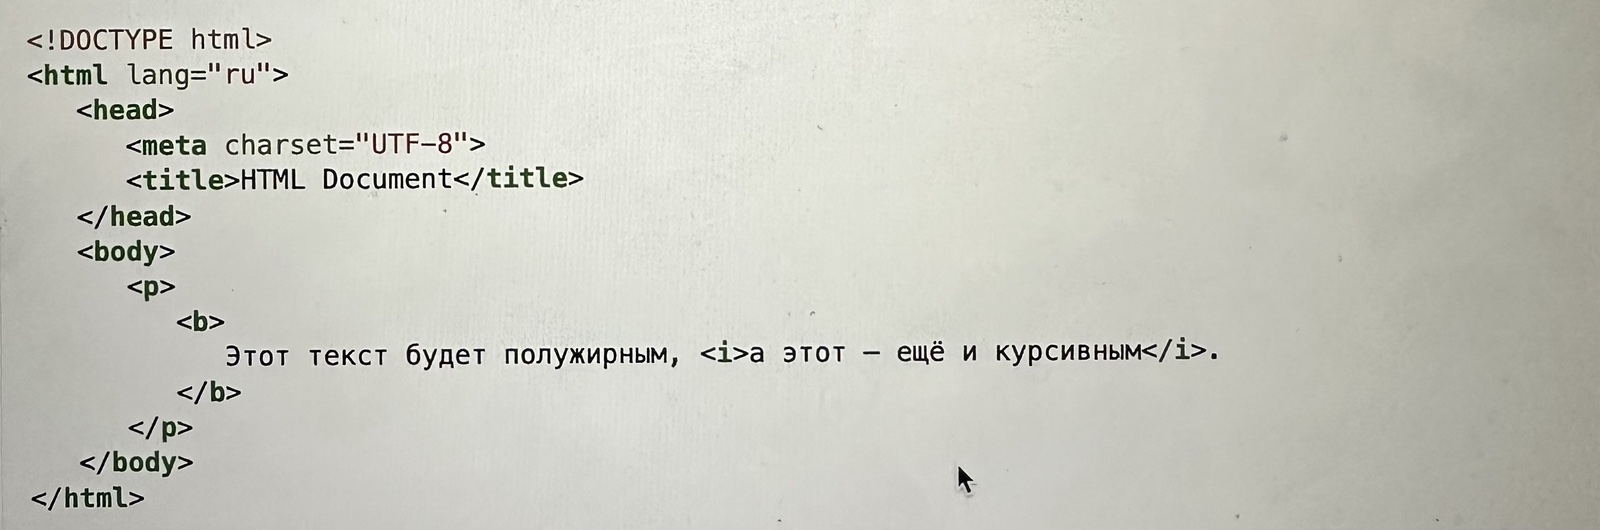 <!DOCTYPE html>
<html lang="ru">
   <head>
      <meta charset="UTF-8">
      <title>HTML Document</title>
   </head>
   <body>
      <p>
         <b>
            Этот текст будет полужирным, <i>а этот — ещё и курсивным</i>.
         </b>
      </p>
   </body>
</html>